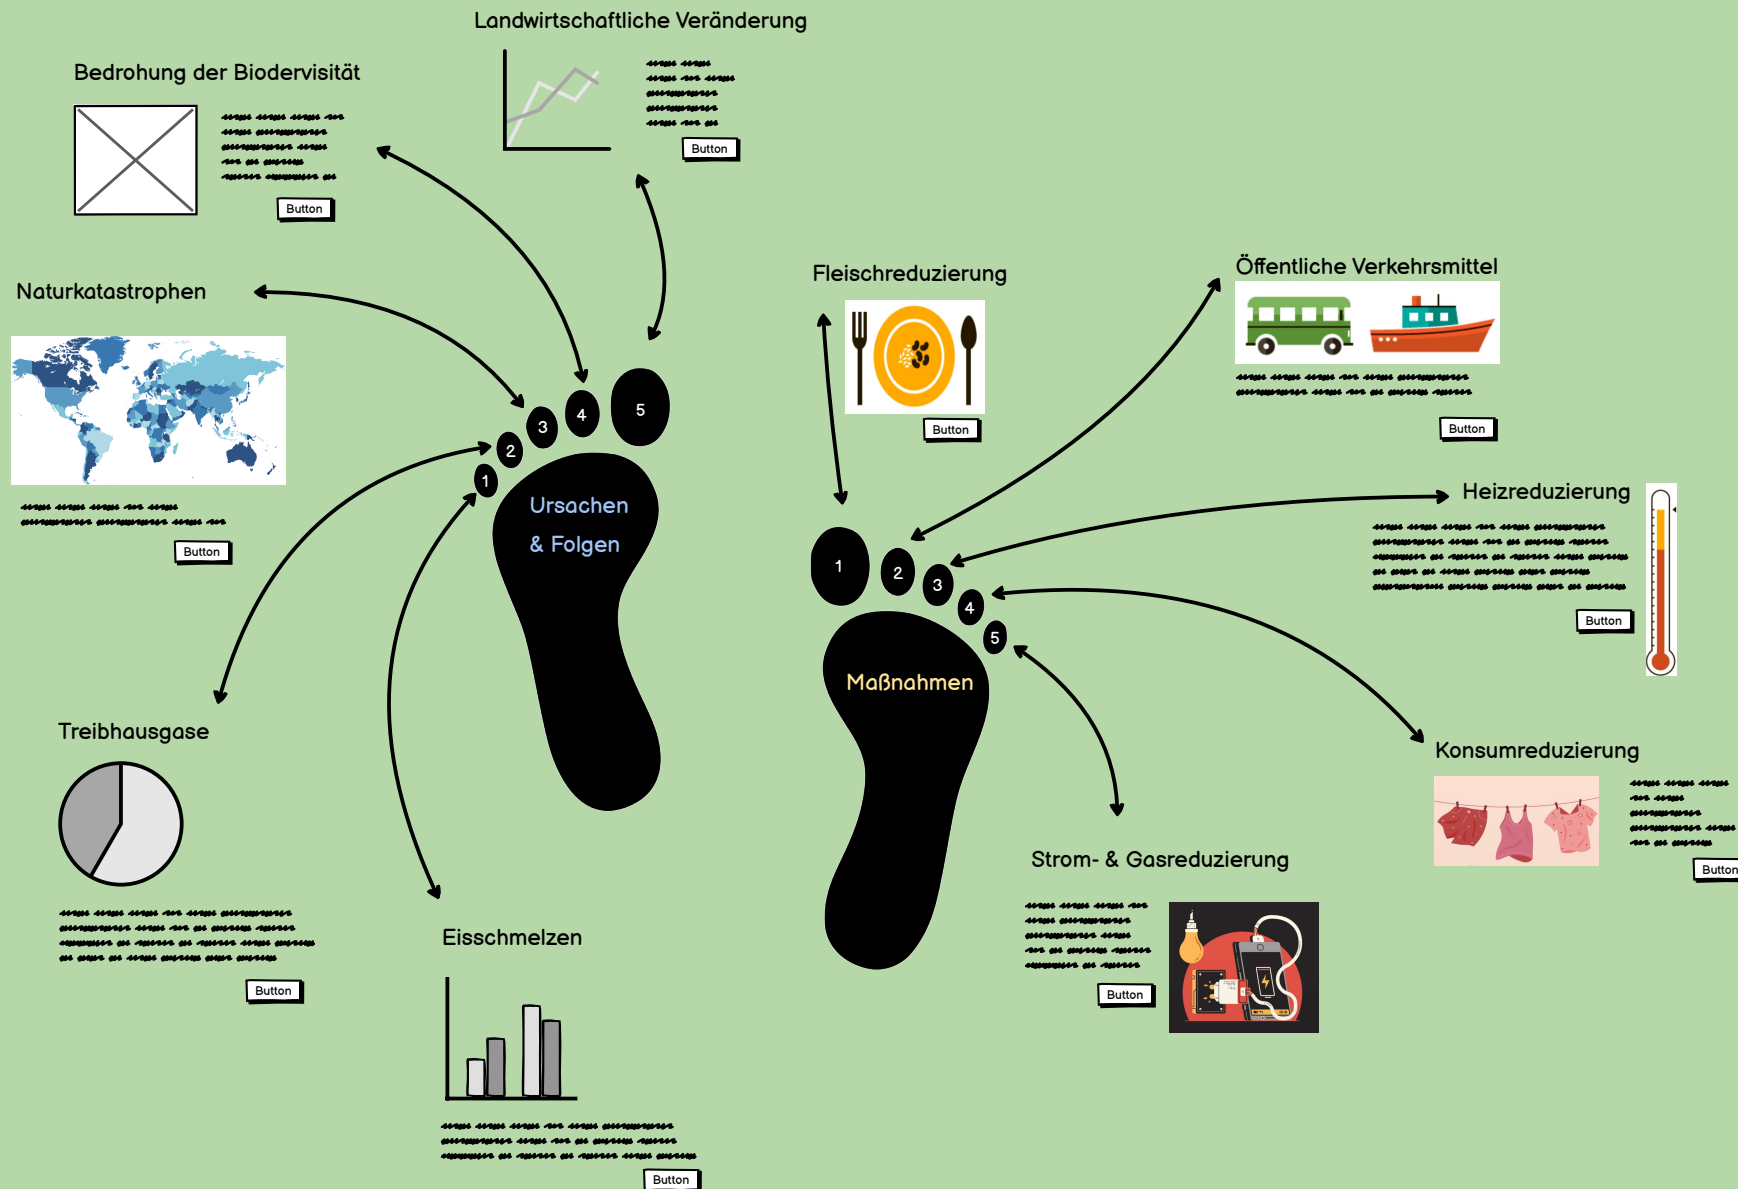 Landwirtschaftliche Veränderung
Button
Bedrohung der Biodervisität
Button
Naturkatastrophen
Button
Treibhausgase
Button
Eisschmelzen
Button
1
2
3
4
5
Ursachen
& Folgen
Fleischreduzierung
Button
Öffentliche Verkehrsmittel
Button
Heizreduzierung
Button
Konsumreduzierung
Button
Strom- & Gasreduzierung
Button
1
2
3
4
5
Maßnahmen